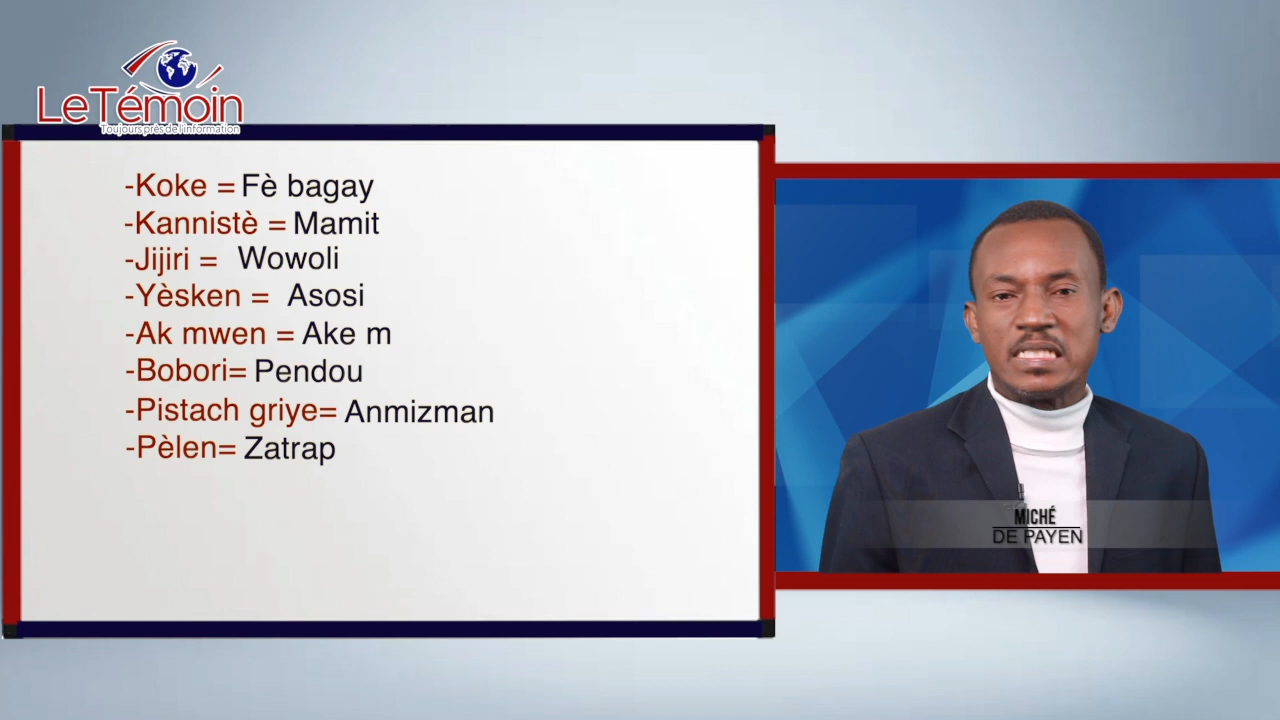 LeTémoin
Toujours près de l'information
-Koke = Fè bagay
-Kannistè = Mamit
-Jijiri = Wowoli
-Yèsken = Asosi
-Ak mwen = Ake m
-Bobori= Pendou
-Pistach griye= Anmizman
-Pèlen= Zatrap
MICHÉ
DE PAYEN